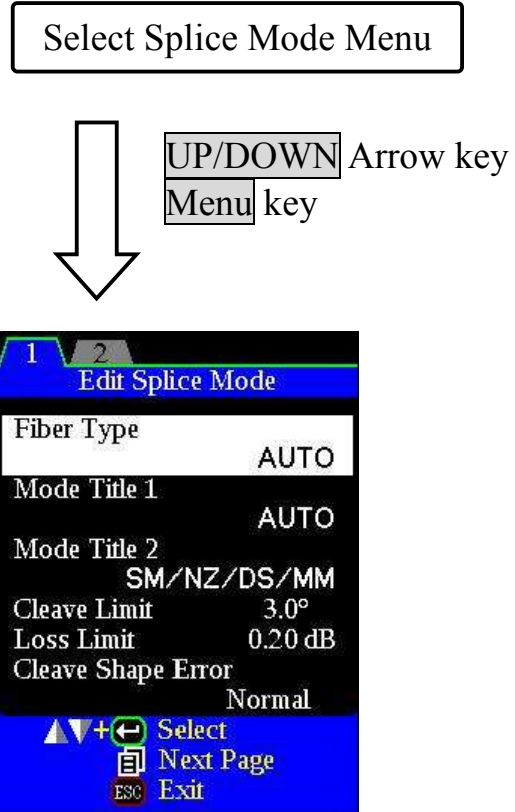 Select Splice Mode Menu
UP/DOWN Arrow key
Menu key
1 2
Edit Splice Mode
Fiber Type
AUTO
Mode Title 1
AUTO
Mode Title 2
SM/NZ/DS/MM
Cleave Limit 3.0°
Loss Limit 0.20 dB
Cleave Shape Error
Normal
+ Select
Next Page
ESC Exit